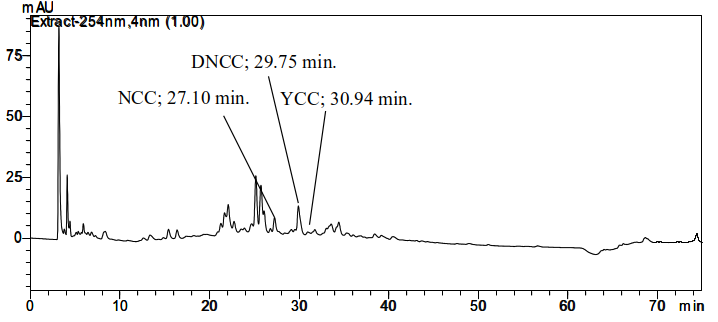 mAU
Extract-254nm,4nm (1.00)
75
DNCC; 29.75 min.
NCC; 27.10 min.
YCC; 30.94 min.
50
25
0
0 10 20 30 40 50 60 70 min